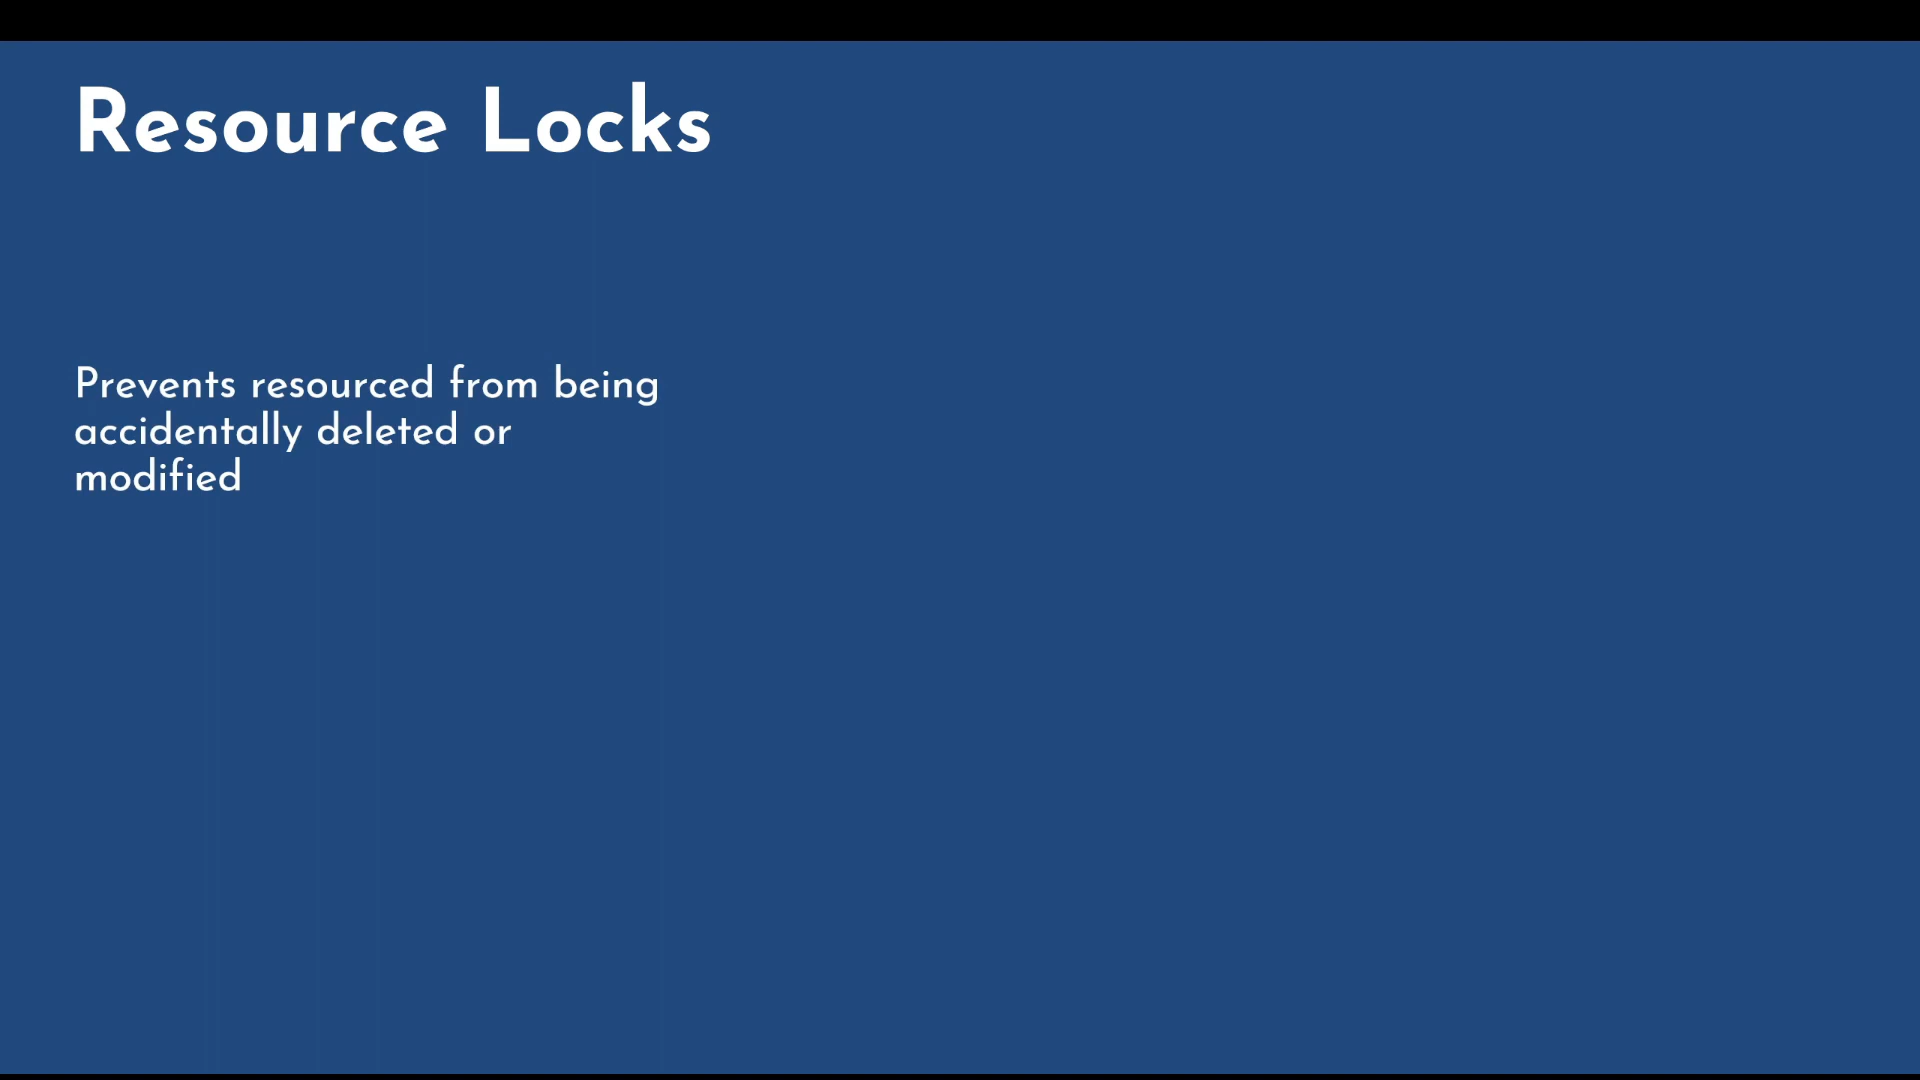 Resource Locks
Prevents resourced from being
accidentally deleted or
modified